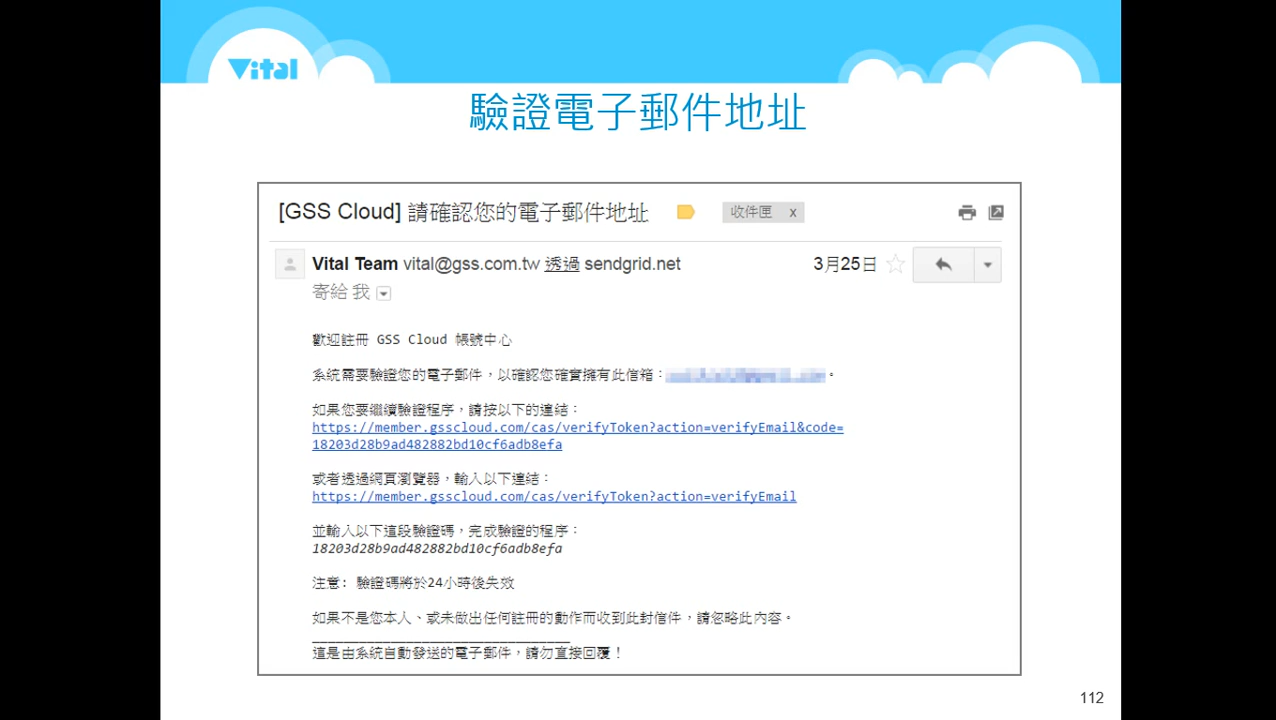 Vital
驗證電子郵件地址
[GSS Cloud] 請確認您的電子郵件地址 收件匣 x
Vital Team vital@gss.com.tw 透過 sendgrid.net 3月25日
寄給 我
歡迎註冊 GSS Cloud 帳號中心
系統需要驗證您的電子郵件，以確認您確實擁有此信箱： 。
如果您要繼續驗證程序，請按以下的連結：
https://member.gsscloud.com/cas/verifyToken?action=verifyEmail&code=
18203d28b9ad482882bd10cf6adb8efa
或者透過網頁瀏覽器，輸入以下連結：
https://member.gsscloud.com/cas/verifyToken?action=verifyEmail
並輸入以下這段驗證碼，完成驗證的程序：
18203d28b9ad482882bd10cf6adb8efa
注意: 驗證碼將於24小時後失效
如果不是您本人、或未做出任何註冊的動作而收到此封信件，請忽略此內容。
這是由系統自動發送的電子郵件，請勿直接回覆！
112